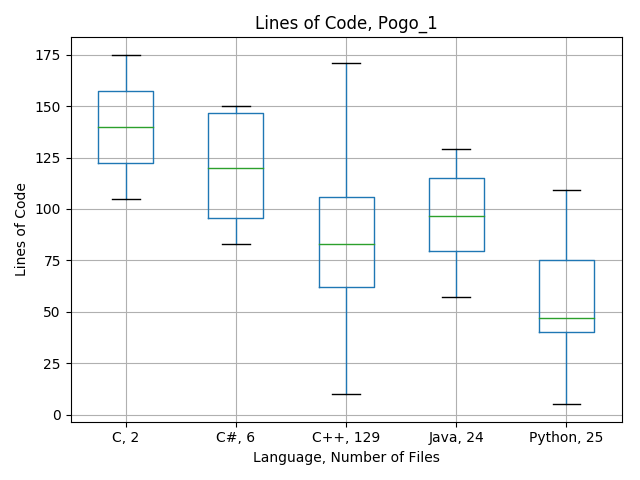 Lines of Code, Pogo_1
Lines of Code
175
150
125
100
75
50
25
0
C, 2
C#, 6
C++, 129
Java, 24
Python, 25
Language, Number of Files